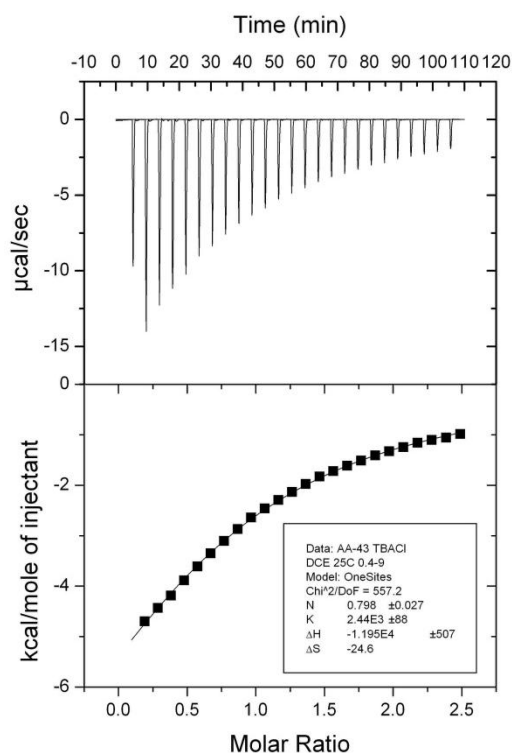 Time (min)
-10 0 10 20 30 40 50 60 70 80 90 100 110 120
0
-5
-10
-15
µcal/sec
0
-2
-4
-6
kcal/mole of injectant
Data: AA-43 TBACl
DCE 25C 0.4-9
Model: OneSites
Chi^2/DoF = 557.2
N 0.798 ±0.027
K 2.44E3 ±88
ΔH -1.195E4 ±507
ΔS -24.6
0.0 0.5 1.0 1.5 2.0 2.5
Molar Ratio